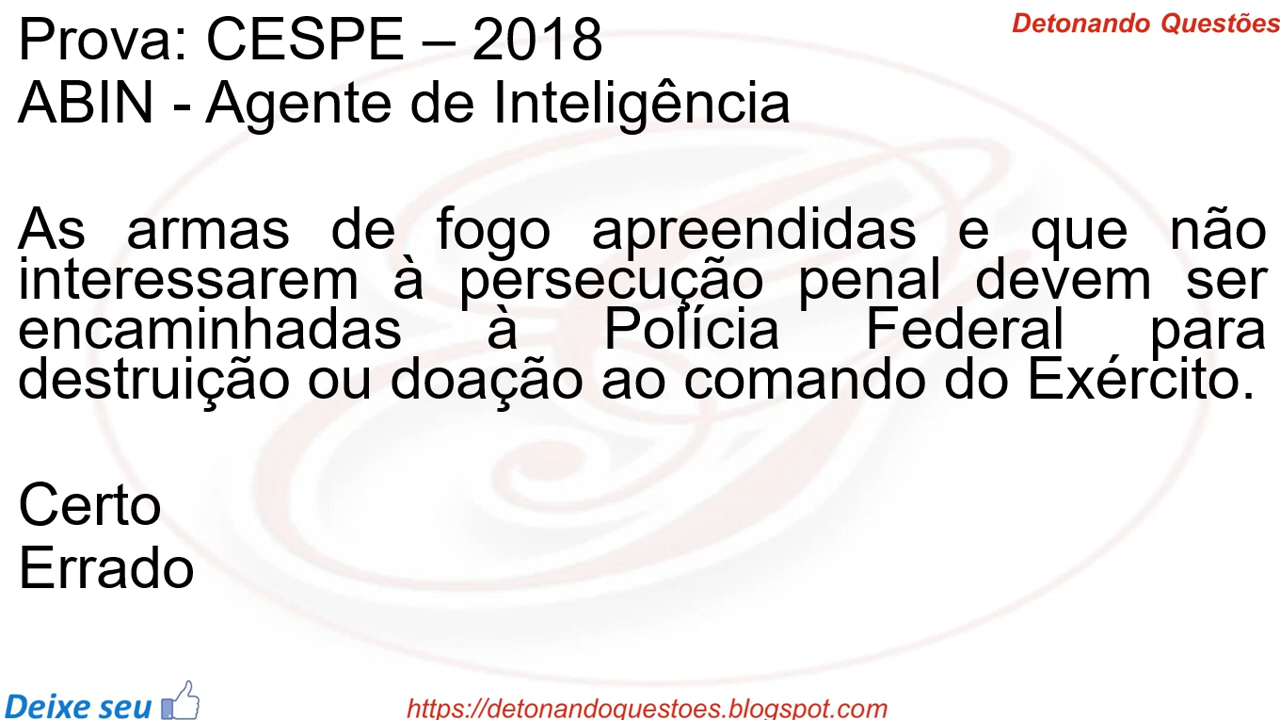 Prova: CESPE – 2018
Detonando Questões
ABIN - Agente de Inteligência
As armas de fogo apreendidas e que não
interessarem à persecução penal devem ser
encaminhadas à Polícia Federal para
destruição ou doação ao comando do Exército.
Certo
Errado
Deixe seu
https://detonandoquestoes.blogspot.com